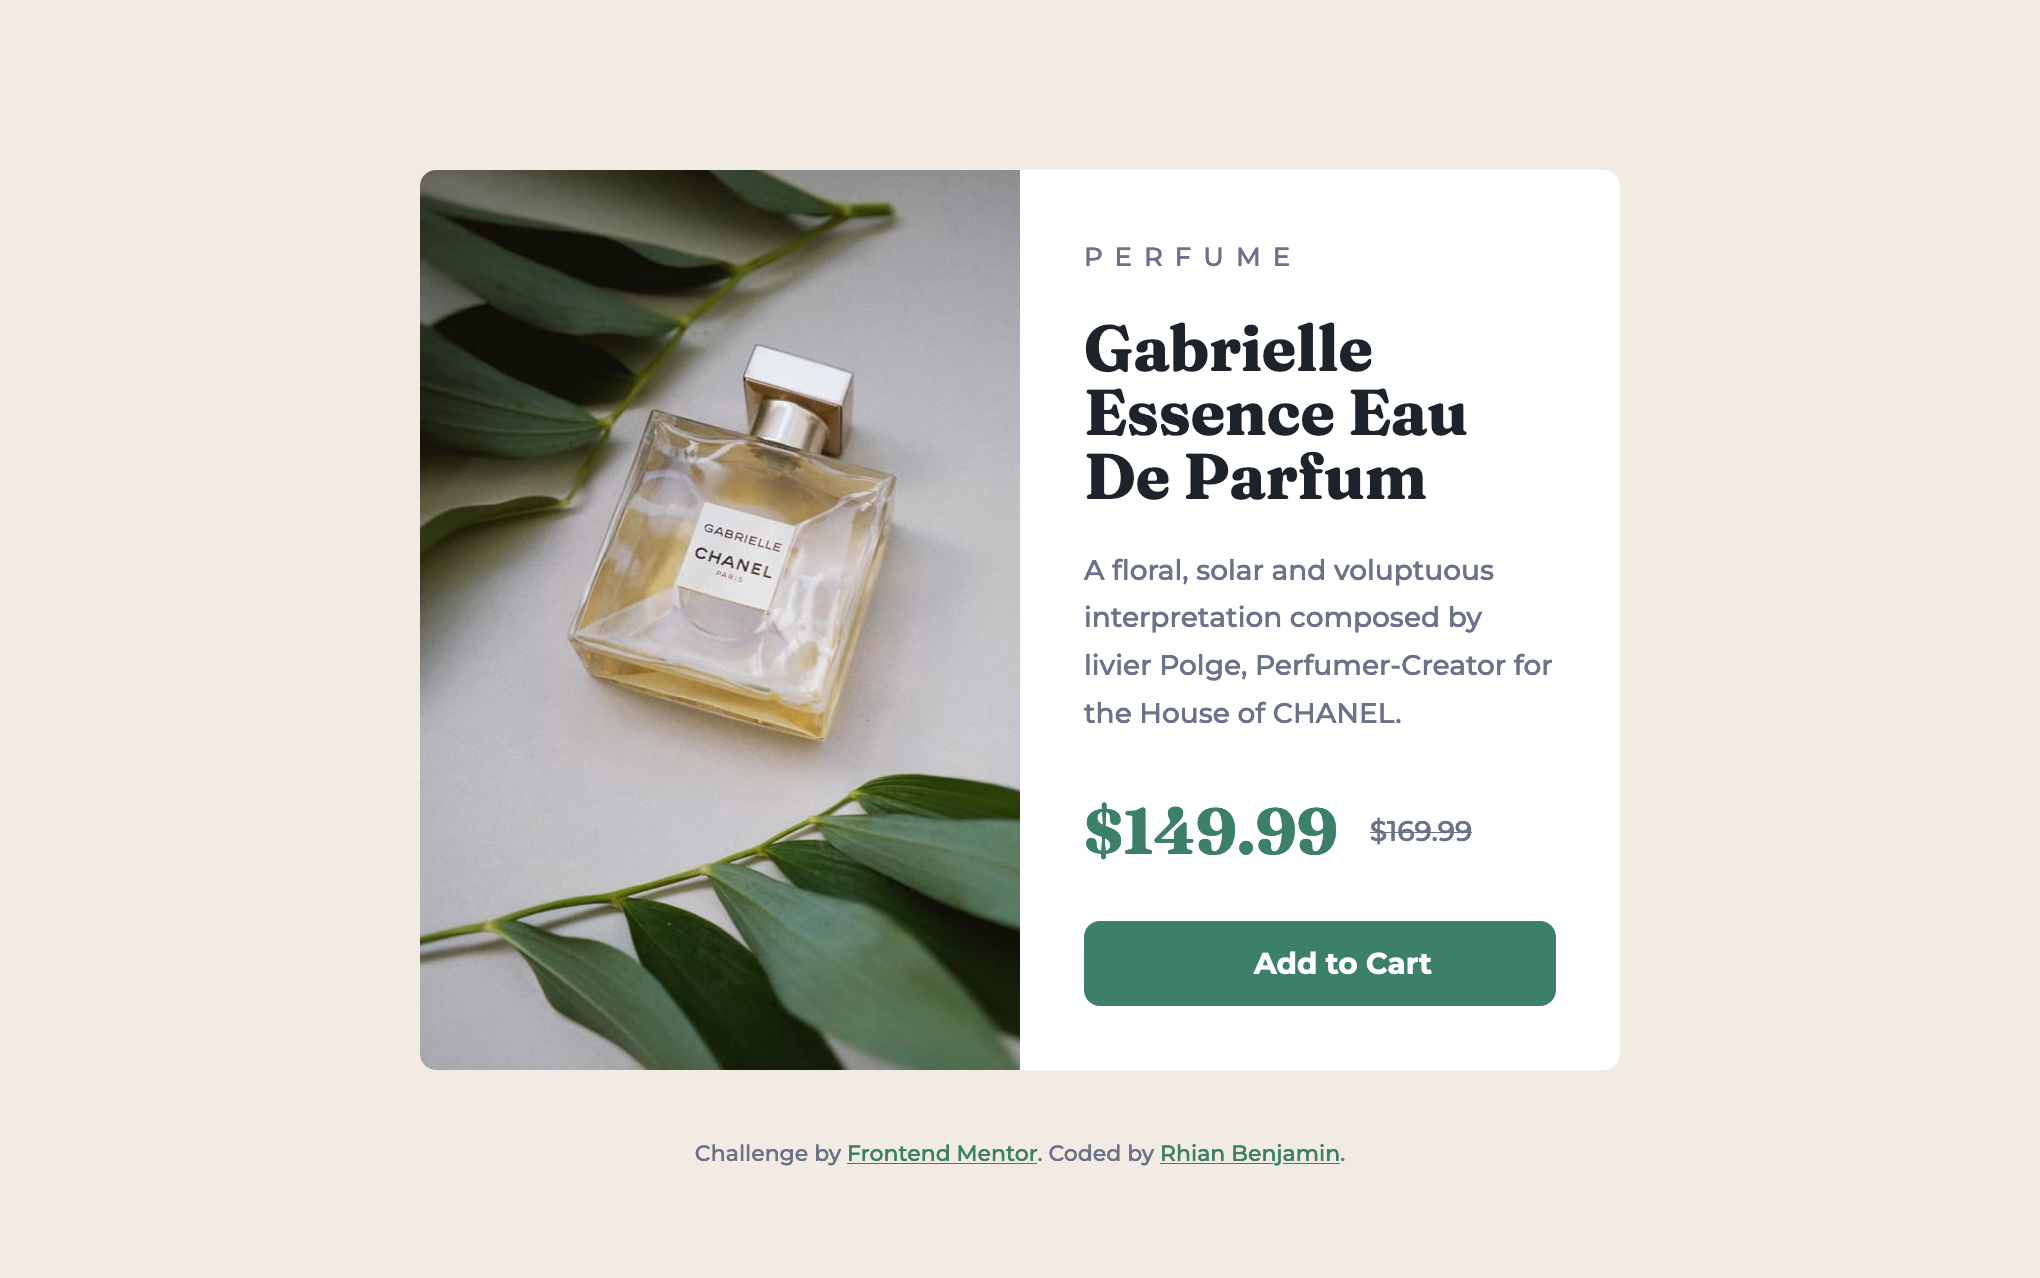 GABRIELLE
CHANEL
PARIS
PERFUME
Gabrielle
Essence Eau
De Parfum
A floral, solar and voluptuous
interpretation composed by
livier Polge, Perfumer-Creator for
the House of CHANEL.
$149.99 $169.99
Add to Cart
Challenge by Frontend Mentor. Coded by Rhian Benjamin.